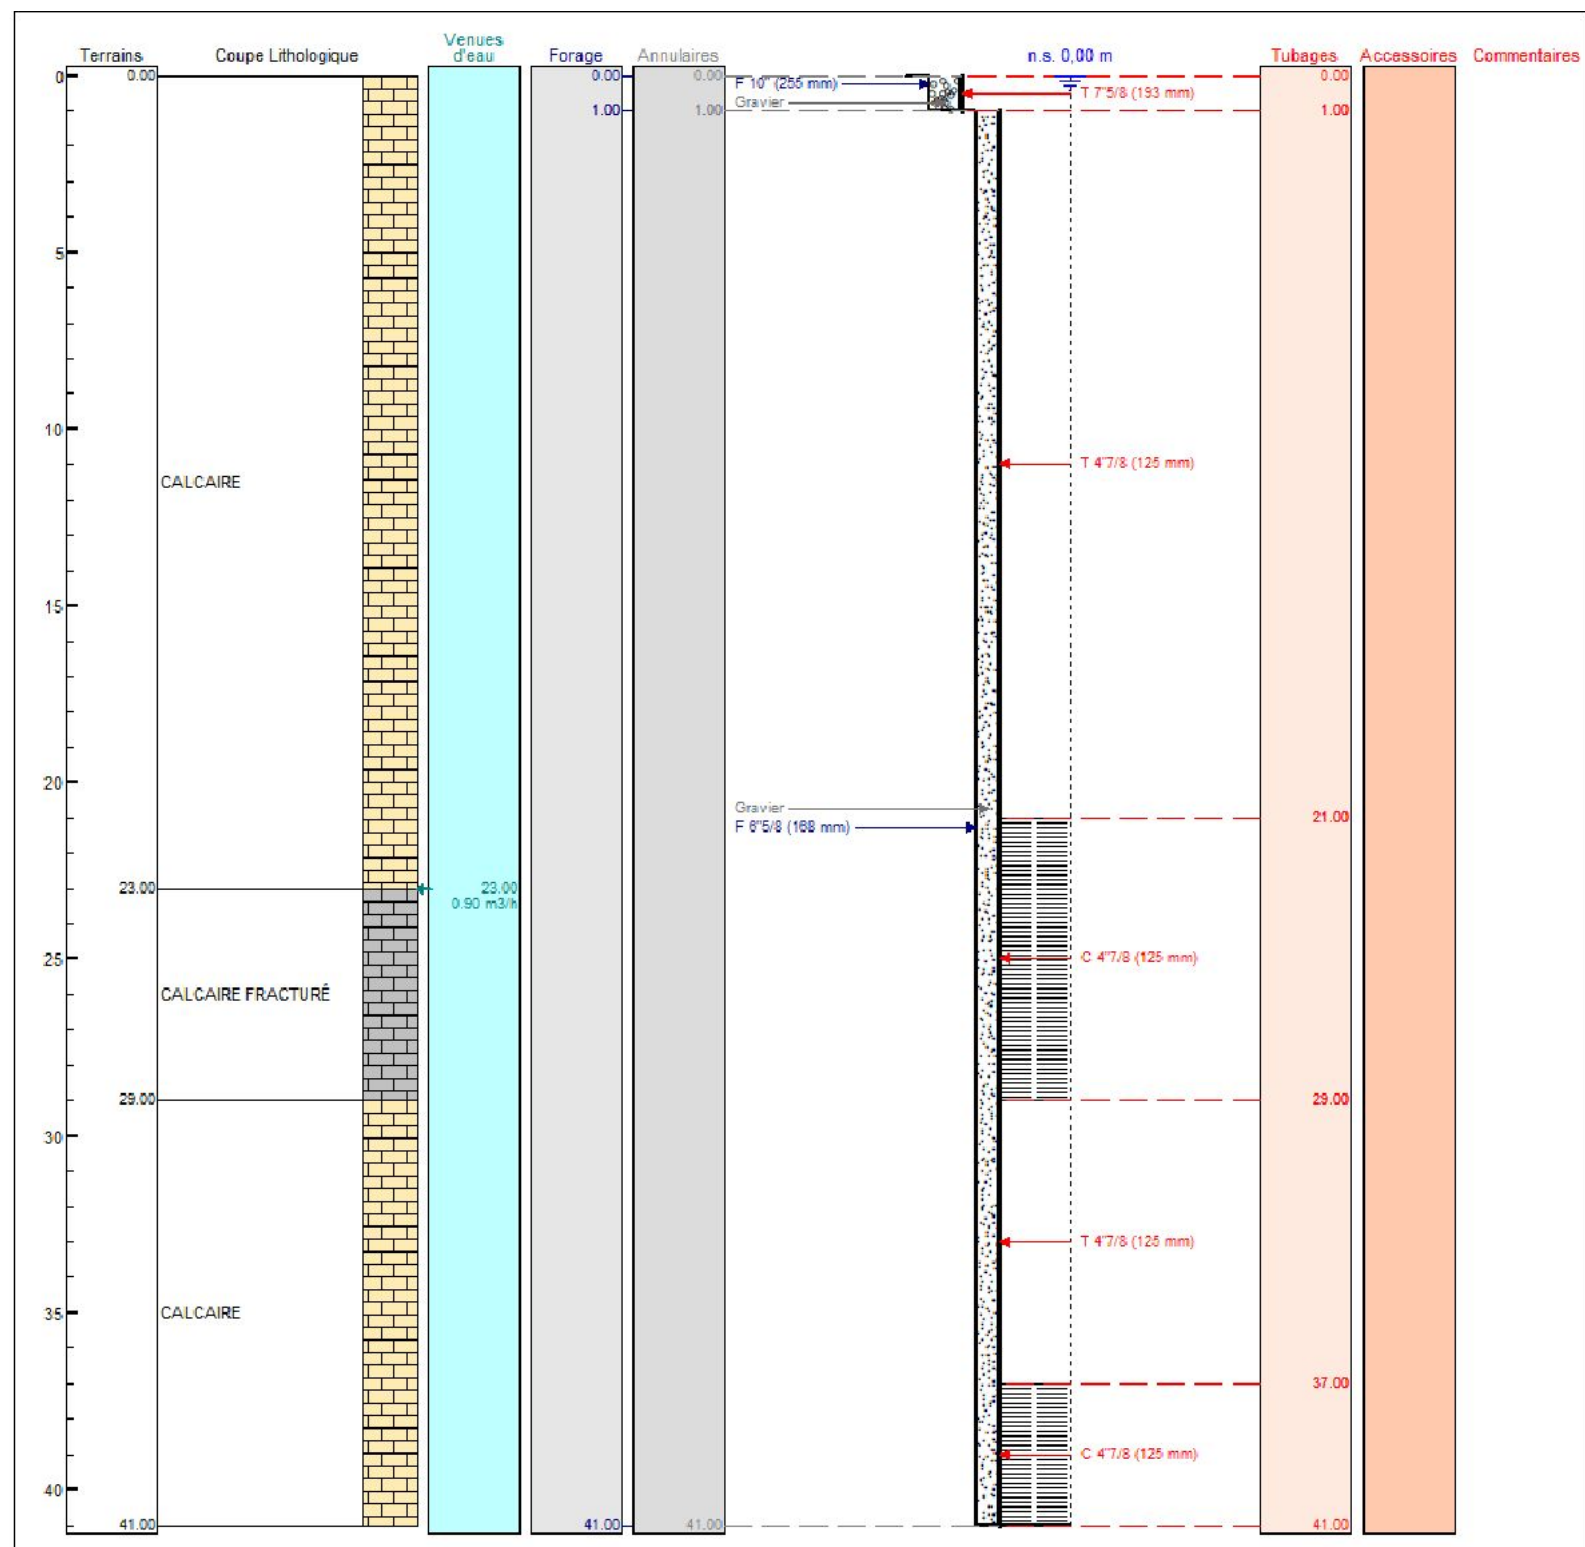 Terrains
Coupe Lithologique
Venues
d'eau
Forage
Annulaires
n.s. 0,00 m
Tubages
Accessoires
Commentaires
0
0.00
0.00
0.00
0.00
F 10" (255 mm)
T 7"5/8 (193 mm)
Gravier
1.00
1.00
1.00
5
10
T 4"7/8 (125 mm)
CALCAIRE
15
20
Gravier
21.00
F 6"5/8 (168 mm)
23.00
23.00
0.90 m3/h
25
C 4"7/8 (125 mm)
CALCAIRE FRACTURÉ
29.00
29.00
30
T 4"7/8 (125 mm)
35
CALCAIRE
37.00
C 4"7/8 (125 mm)
40
41.00
41.00
41.00
41.00